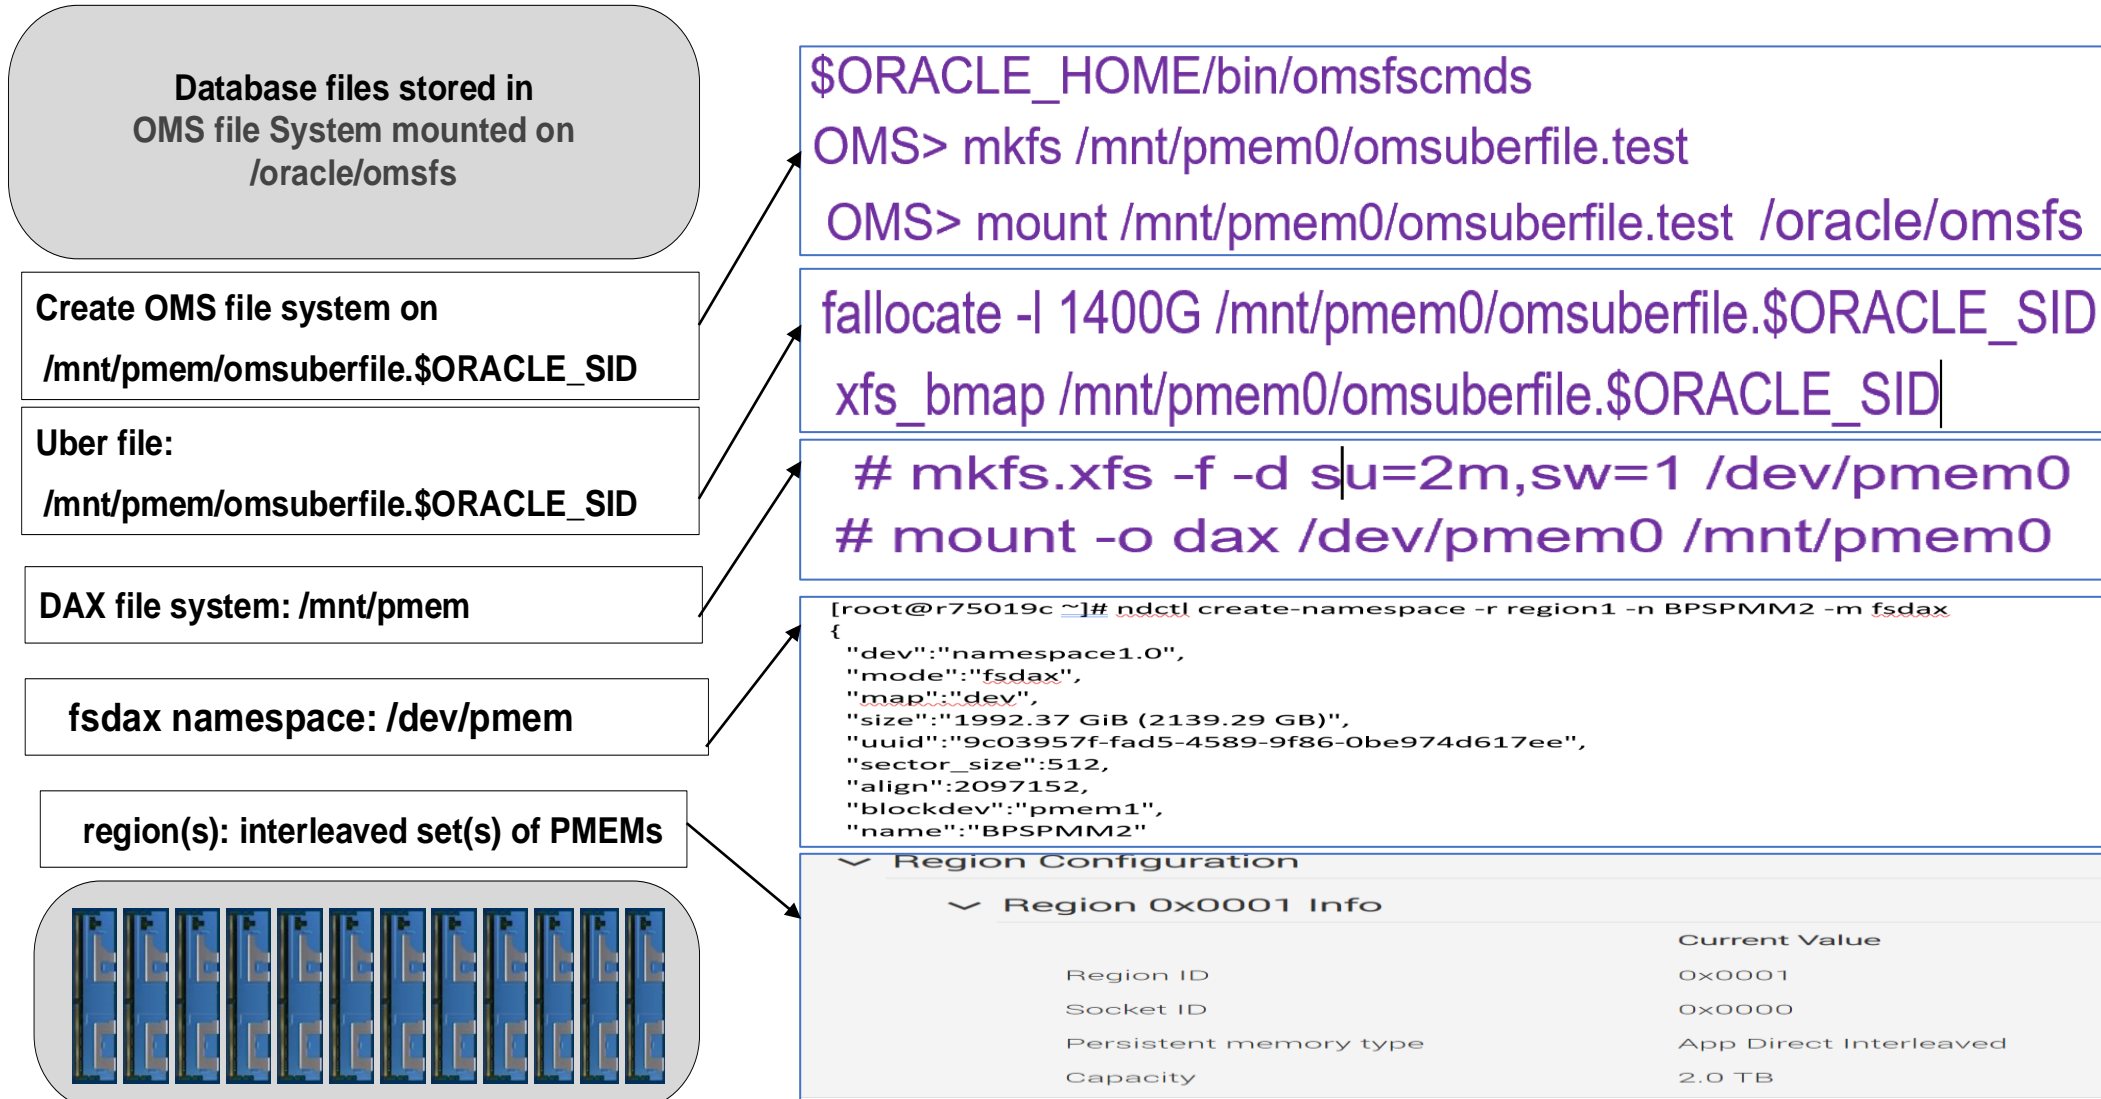 Database files stored in
OMS file System mounted on
/oracle/omsfs
Create OMS file system on
/mnt/pmem/omsuberfile.$ORACLE_SID
Uber file:
/mnt/pmem/omsuberfile.$ORACLE_SID
DAX file system: /mnt/pmem
fsdax namespace: /dev/pmem
region(s): interleaved set(s) of PMEMs
$ORACLE_HOME/bin/omsfscmds
OMS> mkfs /mnt/pmem0/omsuberfile.test
OMS> mount /mnt/pmem0/omsuberfile.test /oracle/omsfs
fallocate -l 1400G /mnt/pmem0/omsuberfile.$ORACLE_SID
xfs_bmap /mnt/pmem0/omsuberfile.$ORACLE_SID
# mkfs.xfs -f -d su=2m,sw=1 /dev/pmem0
# mount -o dax /dev/pmem0 /mnt/pmem0
[root@r75019c ~]# ndctl create-namespace -r region1 -n BPSPMM2 -m fsdax
{
"dev":"namespace1.0",
"mode":"fsdax",
"map":"dev",
"size":"1992.37 GiB (2139.29 GB)",
"uuid":"9c03957f-fad5-4589-9f86-0be974d617ee",
"sector_size":512,
"align":2097152,
"blockdev":"pmem1",
"name":"BPSPMM2"
Region Configuration
Region 0x0001 Info
Current Value
Region ID 0x0001
Socket ID 0x0000
Persistent memory type App Direct Interleaved
Capacity 2.0 TB